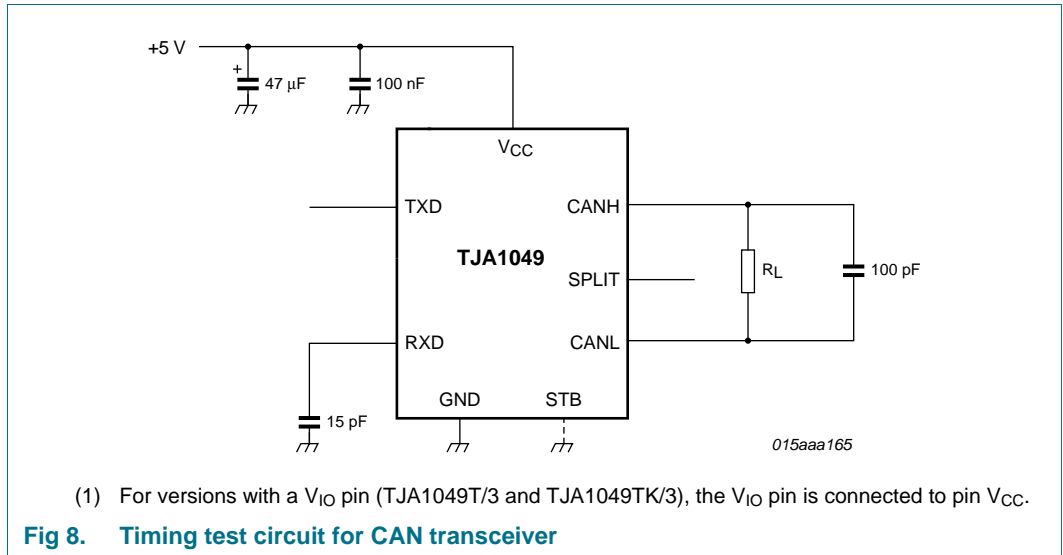 +5 V
+
47 μF
100 nF
VCC
TXD
CANH
TJA1049
SPLIT
RL
100 pF
RXD
CANL
GND
STB
15 pF
015aaa165
(1) For versions with a VIO pin (TJA1049T/3 and TJA1049TK/3), the VIO pin is connected to pin VCC.
Fig 8. Timing test circuit for CAN transceiver